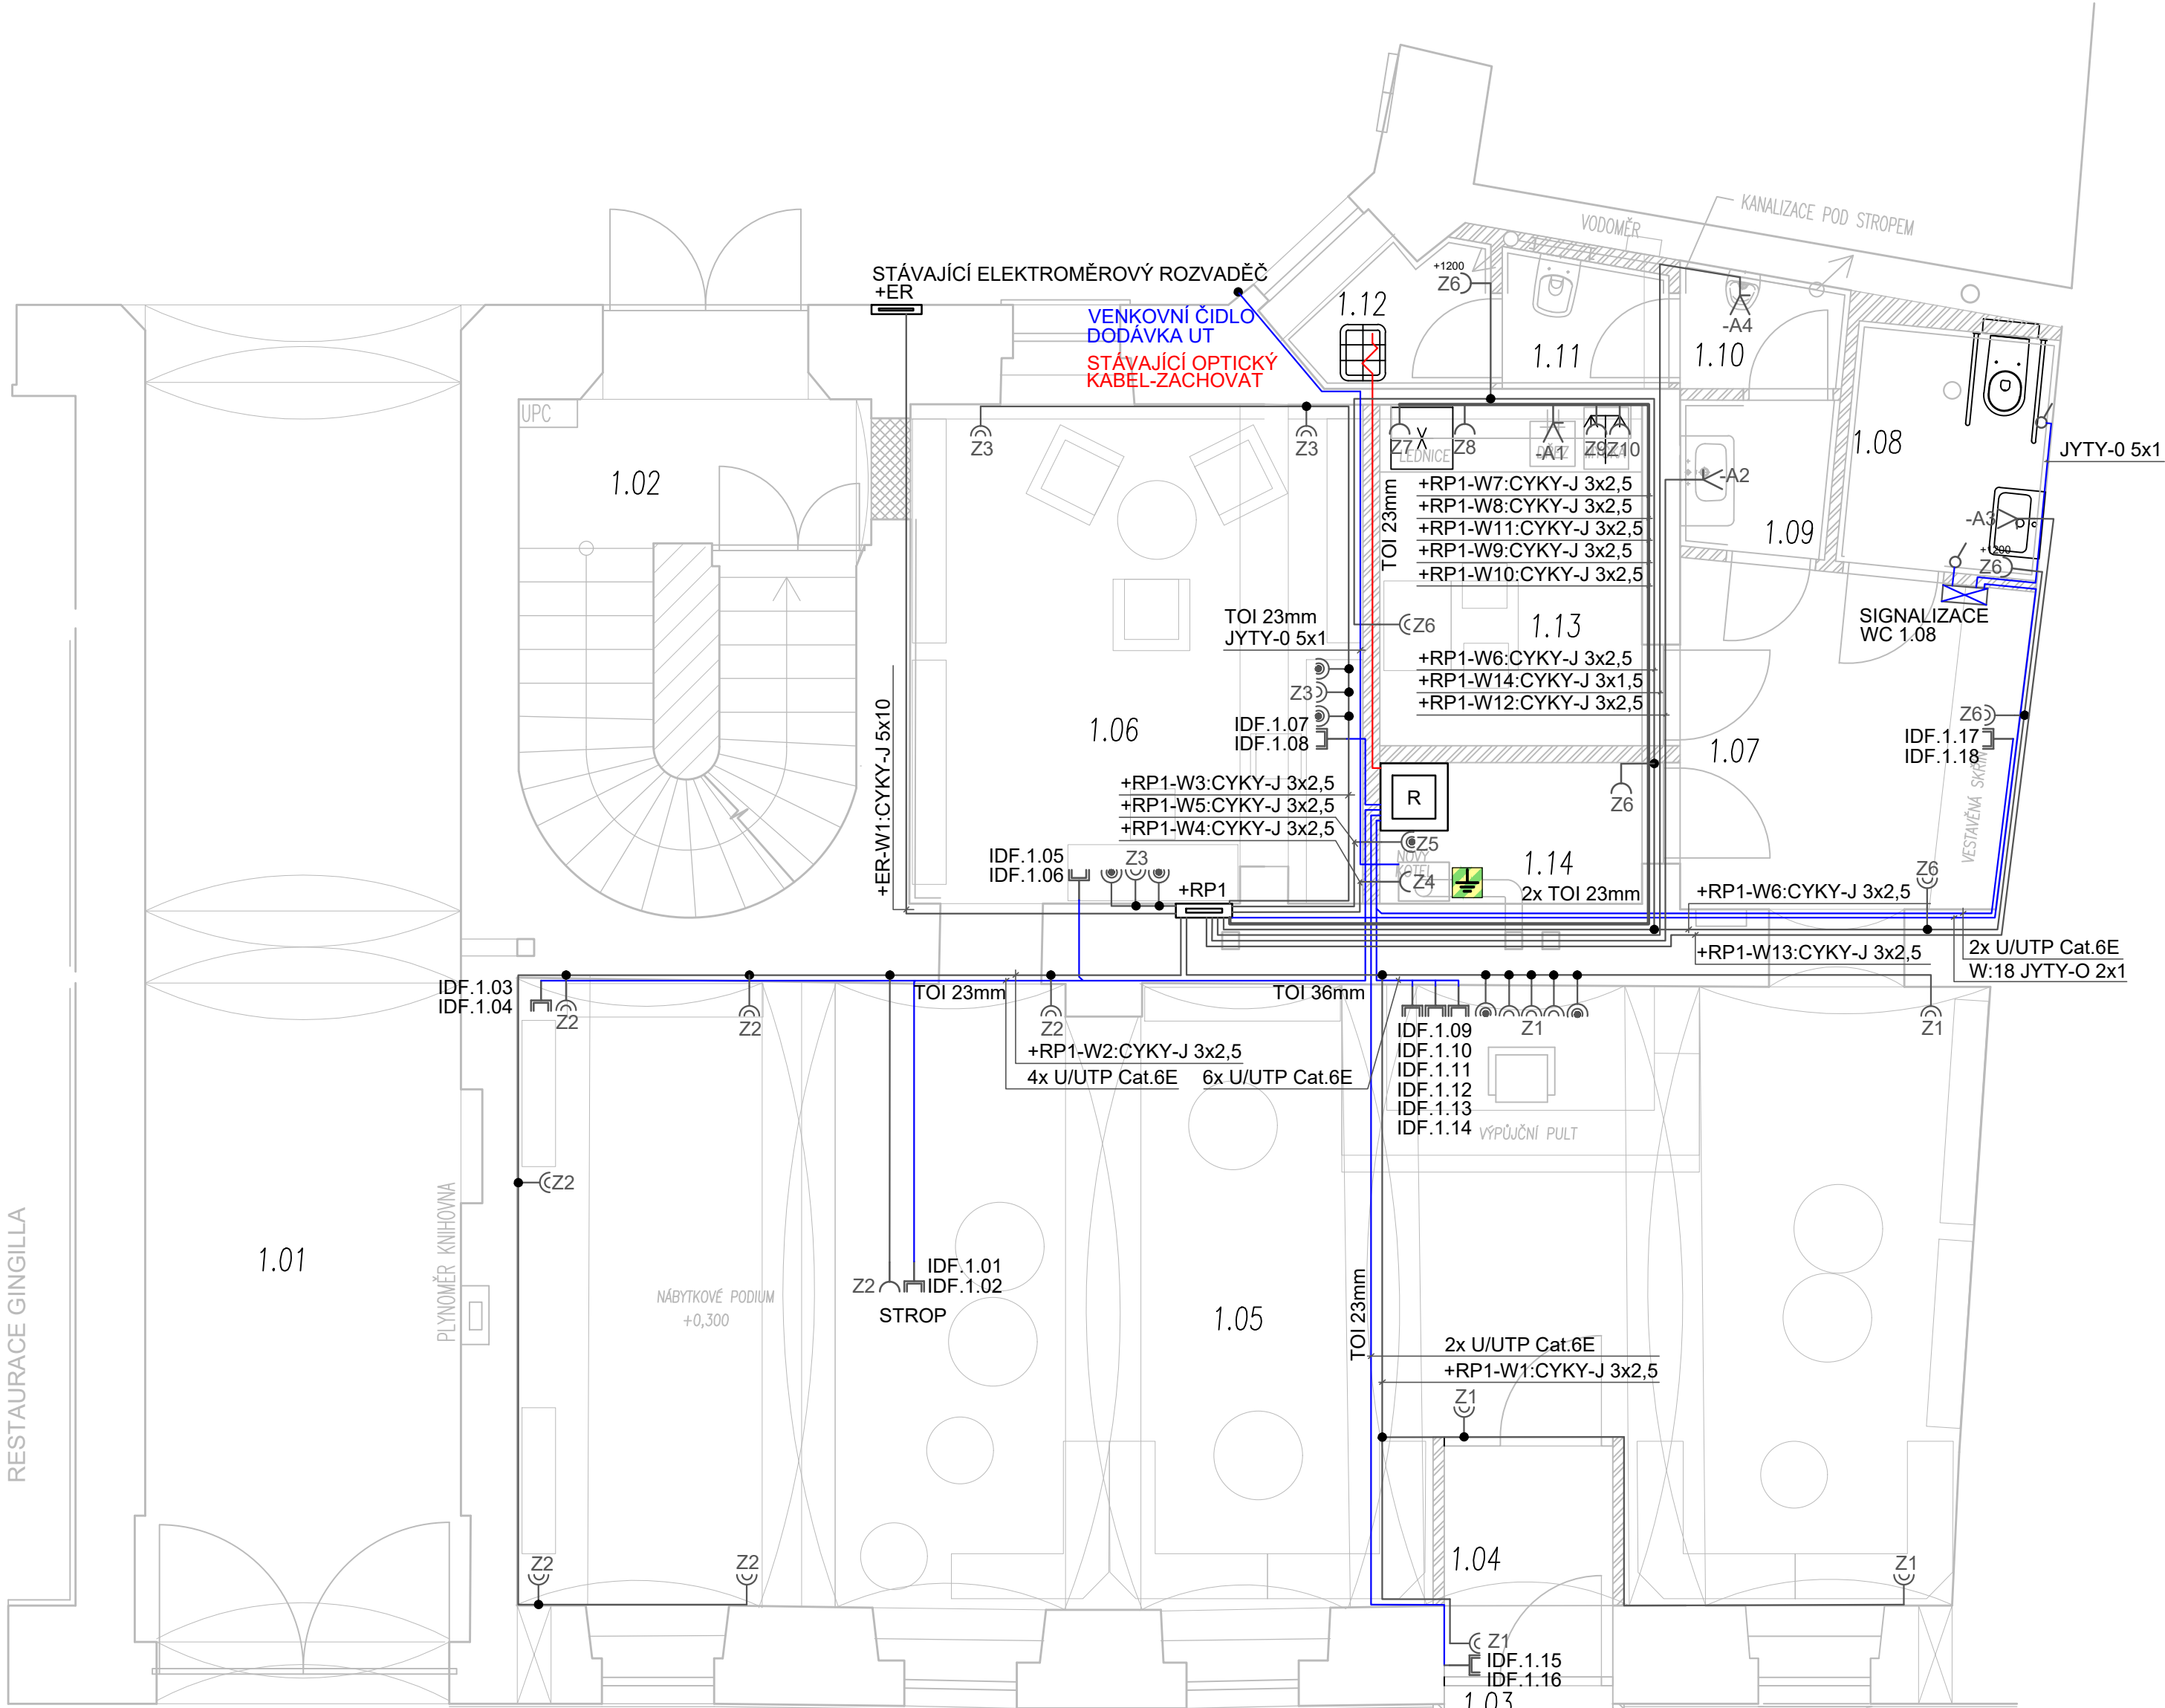 KANALIZACE POD STROPEM
VODOMĚR
STÁVAJÍCÍ ELEKTROMĚROVÝ ROZVADĚČ
+ER
VENKOVNÍ ČIDLO
DODÁVKA UT
STÁVAJÍCÍ OPTICKÝ
KABEL-ZACHOVAT
+1200
Z6
1.12
1.11
1.10
-A4
UPC
1.02
Z3
Z3
Z7
LEDNICE
Z8
-A1
Z9
Z10
-A2
1.08
JYTY-0 5x1
TOI 23mm
+RP1-W7:CYKY-J 3x2,5
+RP1-W8:CYKY-J 3x2,5
+RP1-W11:CYKY-J 3x2,5
+RP1-W9:CYKY-J 3x2,5
+RP1-W10:CYKY-J 3x2,5
1.09
-A3
+1200
Z6
SIGNALIZACE
WC 1.08
TOI 23mm
JYTY-0 5x1
Z6
1.13
+RP1-W6:CYKY-J 3x2,5
+RP1-W14:CYKY-J 3x1,5
+RP1-W12:CYKY-J 3x2,5
+ER-W1:CYKY-J 5x10
1.06
Z3
IDF.1.07
IDF.1.08
1.07
Z6
IDF.1.17
IDF.1.18
VESTAVĚNÁ SKŘÍŇ
+RP1-W3:CYKY-J 3x2,5
+RP1-W5:CYKY-J 3x2,5
+RP1-W4:CYKY-J 3x2,5
R
Z6
Z5
NOVÝ
KOTEL
Z4
1.14
2x TOI 23mm
IDF.1.05
IDF.1.06
Z3
+RP1
Z6
+RP1-W6:CYKY-J 3x2,5
+RP1-W13:CYKY-J 3x2,5
2x U/UTP Cat.6E
W:18 JYTY-O 2x1
IDF.1.03
IDF.1.04
Z2
Z2
TOI 23mm
Z2
TOI 36mm
Z1
Z1
+RP1-W2:CYKY-J 3x2,5
4x U/UTP Cat.6E
6x U/UTP Cat.6E
IDF.1.09
IDF.1.10
IDF.1.11
IDF.1.12
IDF.1.13
IDF.1.14
VÝPŮJČNÍ PULT
Z2
PLYNOMĚR KNIHOVNA
RESTAURACE GINGILLA
1.01
NÁBYTKOVÉ PODIUM
+0,300
Z2
IDF.1.01
IDF.1.02
STROP
1.05
TOI 23mm
2x U/UTP Cat.6E
+RP1-W1:CYKY-J 3x2,5
Z1
1.04
Z2
Z2
Z1
Z1
IDF.1.15
IDF.1.16
1.03